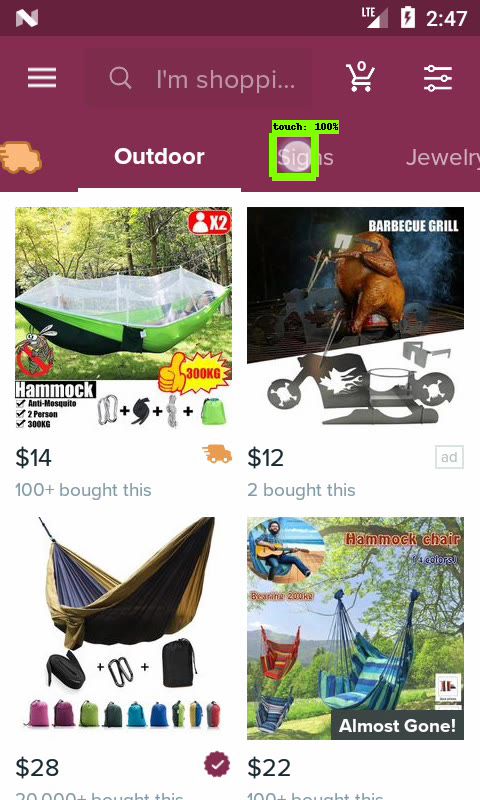 LTE 2:47
I'm shoppi... 0
touch: 100%
Outdoor Signs Jewelry
X2
BARBECUE GRILL
300KG
Hammock
Anti-Mosquito
2 Person
300KG
$14
100+ bought this
$12 ad
2 bought this
Hammock chair
(4 colors)
Bearing 200kg
Almost Gone!
$28
20,000+ bought this
$22
100+ bought this